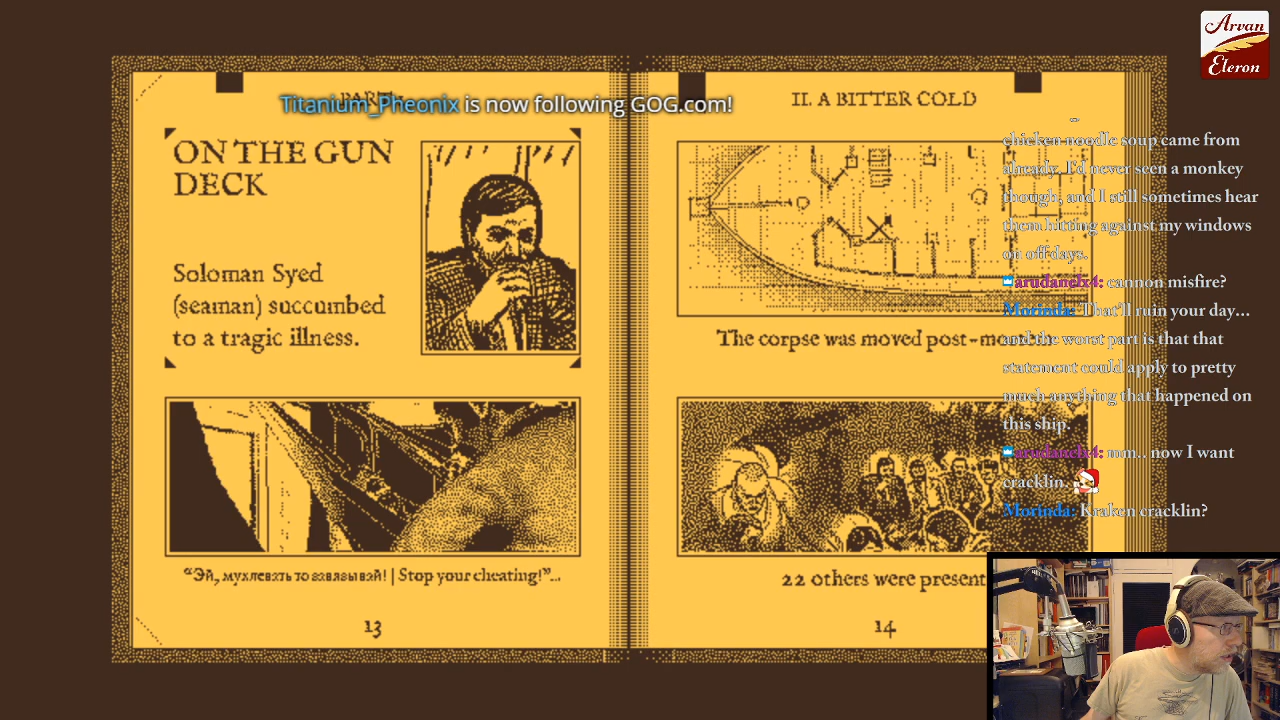 Arvan
Eleron
Titanium_Pheonix is now following GOG.com!
II. A BITTER COLD
ON THE GUN
DECK
Soloman Syed
(seaman) succumbed
to a tragic illness.
"Эй, мухлевать то завязывай! | Stop your cheating!"...
13
The corpse was moved post-mo
22 others were present
14
chicken noodle soup came from
already. I'd never seen a monkey
though, and I still sometimes hear
them hitting against my windows
on off days.
arudanelx4: cannon misfire?
Morinda: That'll ruin your day...
and the worst part is that that
statement could apply to pretty
much anything that happened on
this ship.
arudanelx4: mm.. now I want
cracklin.
Morinda: Kraken cracklin?